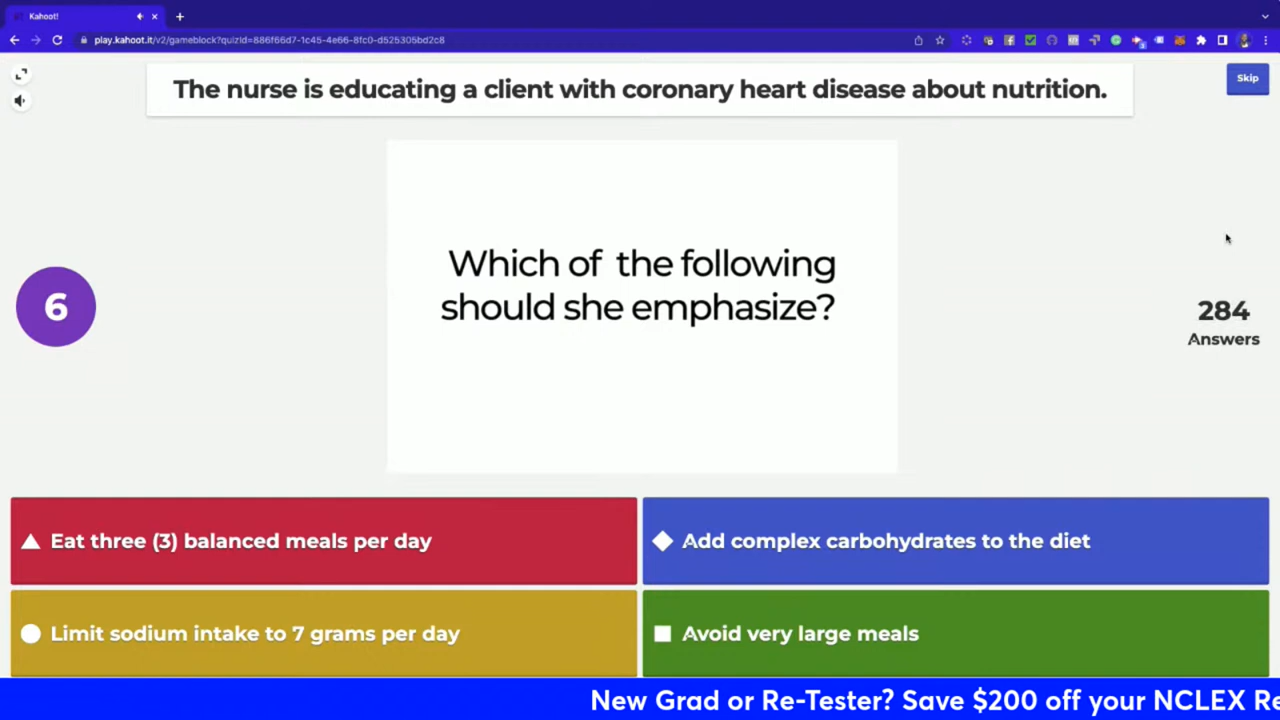 Kahoot!
play.kahoot.it/v2/gameblock?quizId=886f66d7-1c45-4e66-8fc0-d525305bd2c8
The nurse is educating a client with coronary heart disease about nutrition.
Skip
Which of the following
should she emphasize?
6
284
Answers
Eat three (3) balanced meals per day
Add complex carbohydrates to the diet
Limit sodium intake to 7 grams per day
Avoid very large meals
New Grad or Re-Tester? Save $200 off your NCLEX Re